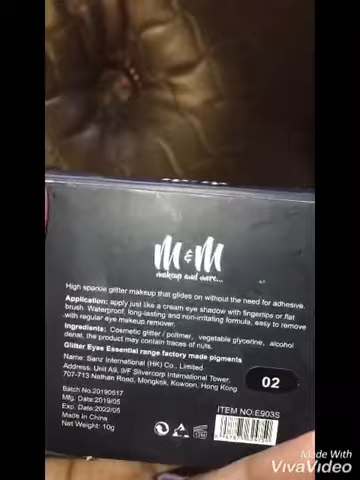 M & M
makeup and more...
High sparkle glitter makeup that glides on without the need for adhesive.
Application: apply just like a cream eye shadow with fingertips or flat
brush. Waterproof, long-lasting and non-irritating formula, easy to remove
with regular eye makeup remover.
Ingredients: Cosmetic glitter / poltmer, vegetable glycerine, alcohol
denat, the product may contain traces of nuts.
Glitter Eyes Essential range factory made pigments
Name: Sanz International (HK) Co., Limited
Address: Unit A9, 9/F Silvercorp International Tower,
707-713 Nathan Road, Mongkok, Kowoon, Hong Kong
02
Batch No:20190517
Mfg. Date:2019/05
Exp. Date:2022/05
Made in China
Net Weight: 10g
12M
ITEM NO:E903S
Made With
VivaVideo